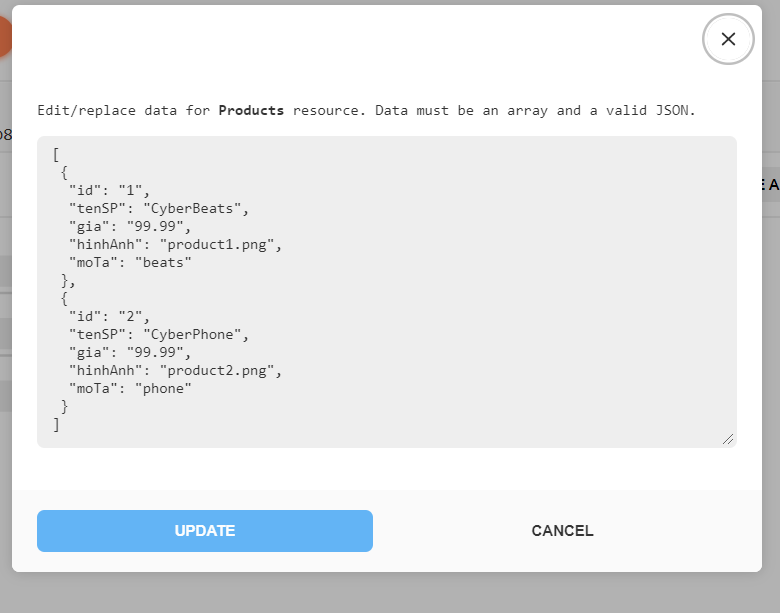 Edit/replace data for Products resource. Data must be an array and a valid JSON.
[
{
"id": "1",
"tenSP": "CyberBeats",
"gia": "99.99",
"hinhAnh": "product1.png",
"moTa": "beats"
},
{
"id": "2",
"tenSP": "CyberPhone",
"gia": "99.99",
"hinhAnh": "product2.png",
"moTa": "phone"
}
]
UPDATE
CANCEL